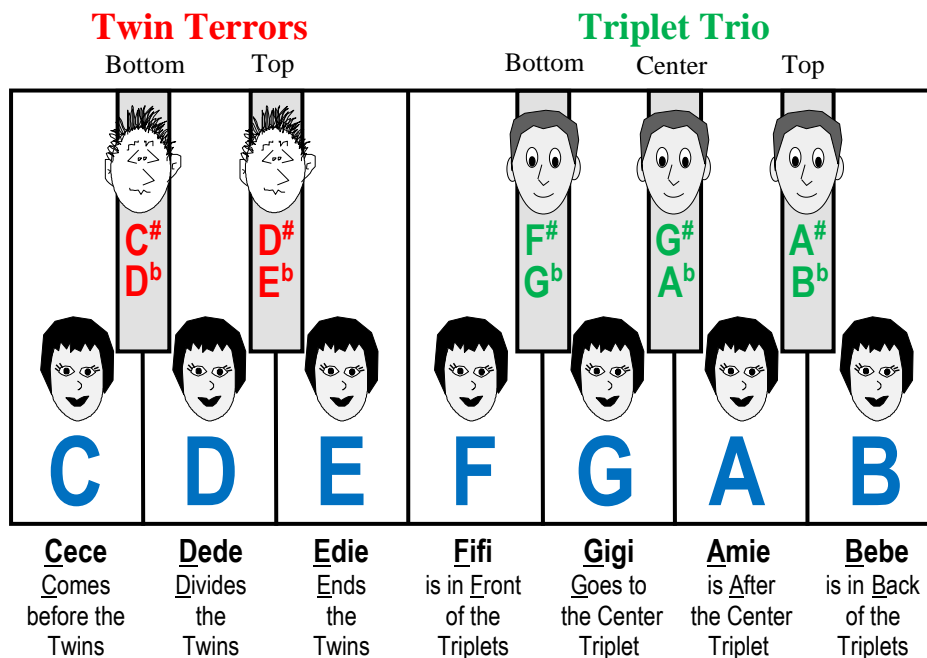 Twin Terrors Triplet Trio
Bottom Top Bottom Center Top
C# D# F# G# A#
Db Eb Gb Ab Bb
C D E F G A B
Cece Dede Edie Fifi Gigi Amie Bebe
Comes Divides Ends is in Front Goes to is After is in Back
before the the the of the the Center the Center of the
Twins Twins Twins Triplets Triplet Triplet Triplets